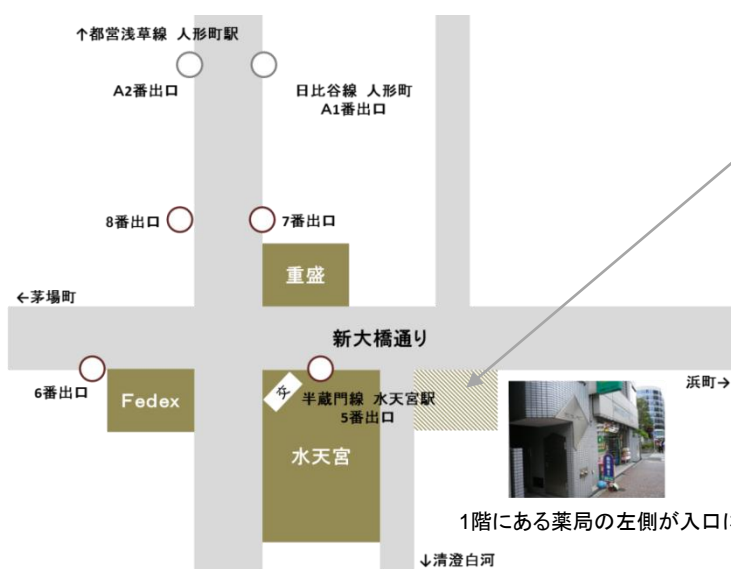 ↑都営浅草線 人形町駅
A2番出口
日比谷線 人形町
A1番出口
8番出口
7番出口
重盛
←茅場町
新大橋通り
6番出口
Fedex
交
半蔵門線 水天宮駅
5番出口
水天宮
浜町→
1階にある薬局の左側が入口に
↓清澄白河